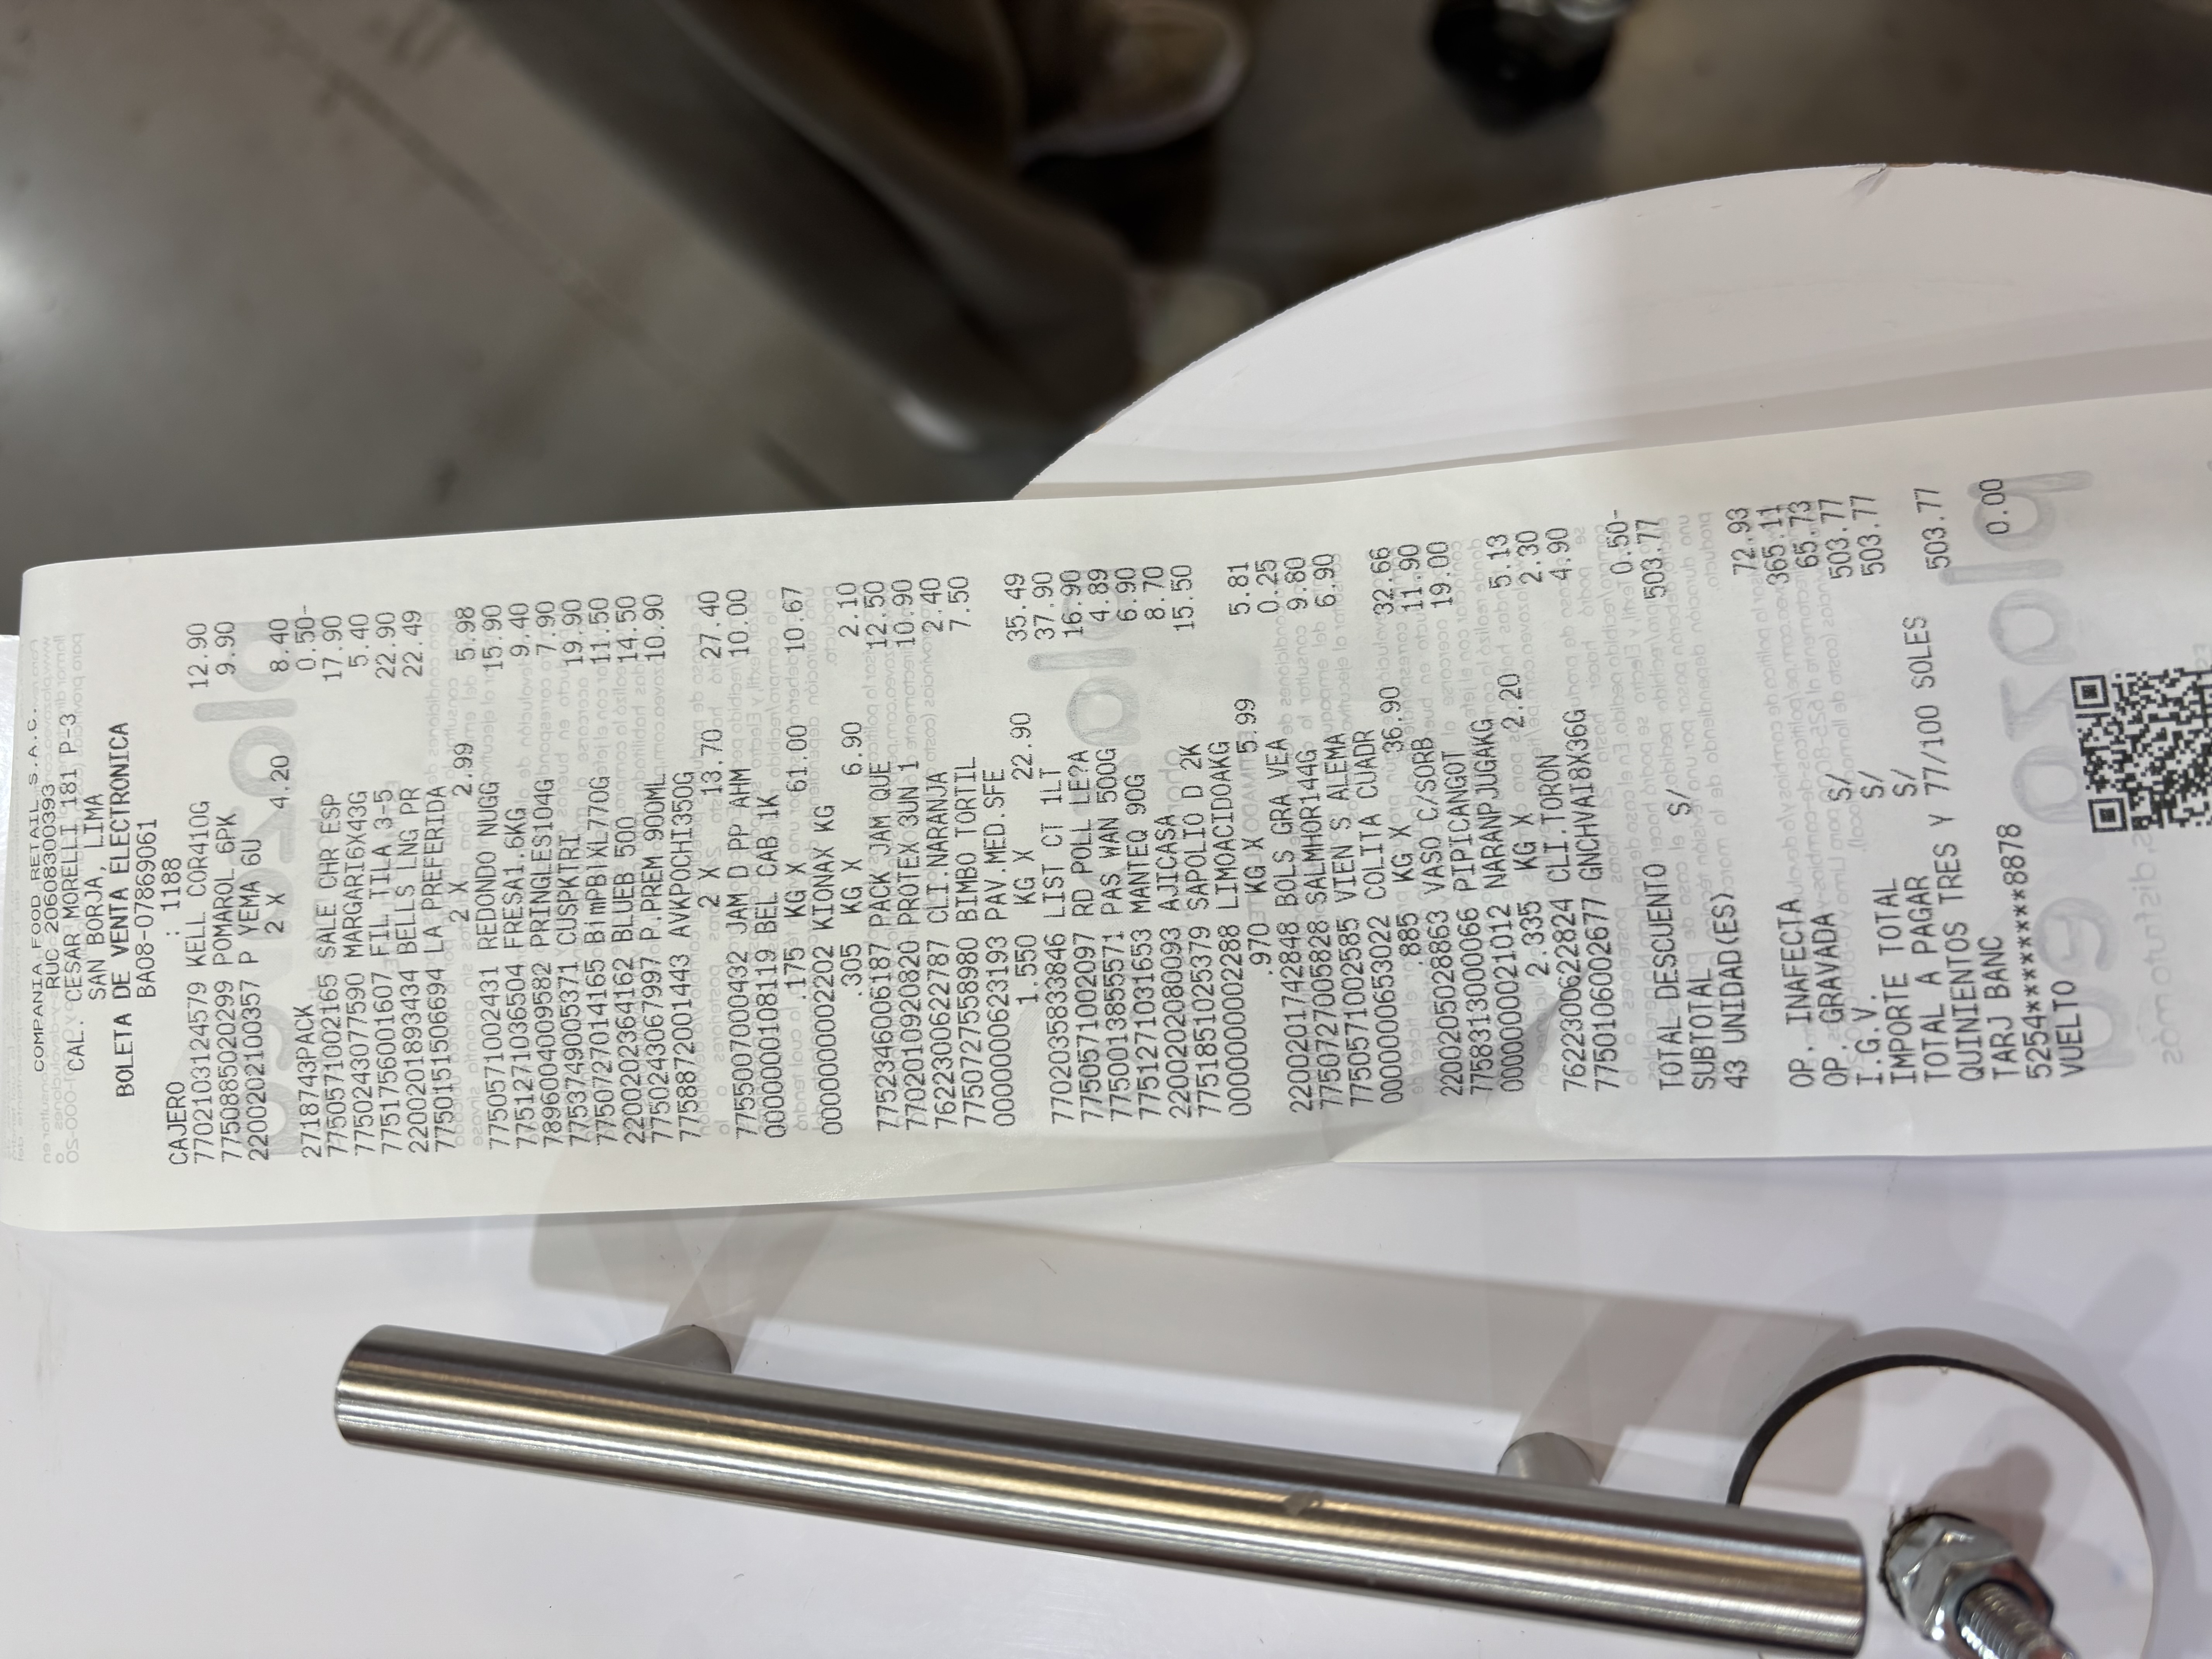 COMPANIA FOOD RETAIL S.A.C.
RUC 20608300393
CAL. CESAR MORELLI 181 P-3
SAN BORJA, LIMA
BOLETA DE VENTA ELECTRONICA
BA08-07869061
CAJERO : 1188
7702103124579 KELL COR410G 12.90
7750885020299 POMAROL 6PK 9.90
2200202100357 P YEMA 6U
2 X 4.20 8.40
2718743PACK 0.50-
7750571002165 SALE CHR ESP 17.90
7750243077590 MARGARI6X43G 5.40
7751756001607 FIL TILA 3-5 22.90
2200201893434 BELLS LNG PR 22.49
7750151506694 LA PREFERIDA
2 X 2.99 5.98
7750571002431 REDONDO NUGG 15.90
7751271036504 FRESA1.6KG 9.40
7896004009582 PRINGLES104G 7.90
7753749005371 CUSPKTRI 19.90
7750727014165 BimPBlXL770G 11.50
2200202364162 BLUEB 500 14.50
7750243067997 P.PREM 900ML 10.90
7758872001443 AVKPOCHI350G
2 X 13.70 27.40
7755007000432 JAM D PP AHM 10.00
0000000108119 BEL CAB 1K
.175 KG X 61.00 10.67
0000000002202 KIONAX KG
.305 KG X 6.90 2.10
7752346006187 PACK JAM QUE 12.50
7702010920820 PROTEX 3UN 1 10.90
7622300622787 CLI.NARANJA 2.40
7750727558980 BIMBO TORTIL 7.50
0000000623193 PAV.MED.SFE
1.550 KG X 22.90 35.49
7702035833846 LIST CT 1LT 37.90
7750571002097 RD POLL LE?A 16.90
7750013855571 PAS WAN 500G 4.89
7751271031653 MANTEQ 90G 6.90
2200202080093 AJICASA 8.70
7751851025379 SAPOLIO D 2K 15.50
0000000002288 LIMOACIDOAKG
.970 KG X 5.99 5.81
2200201742848 BOLS GRA VEA 0.25
7750727005828 SALMHOR144G 9.80
7750571002585 VIEN S ALEMA 6.90
0000000653022 COLITA CUADR
.885 KG X 36.90 32.66
2200205028863 VASO C/SORB 11.90
7758313000066 PIPICANGOT 19.00
0000000021012 NARANPJUGAKG
2.335 KG X 2.20 5.13
7622300622824 CLI.TORON 2.30
7750106002677 GNCHVAI8X36G 4.90
TOTAL DESCUENTO 0.50-
SUBTOTAL S/ 503.77
43 UNIDAD(ES)
OP. INAFECTA 72.93
OP. GRAVADA 365.11
I.G.V. S/ 65.73
IMPORTE TOTAL S/ 503.77
TOTAL A PAGAR S/ 503.77
QUINIENTOS TRES Y 77/100 SOLES
TARJ BANC 503.77
5254********8878
VUELTO 0.00